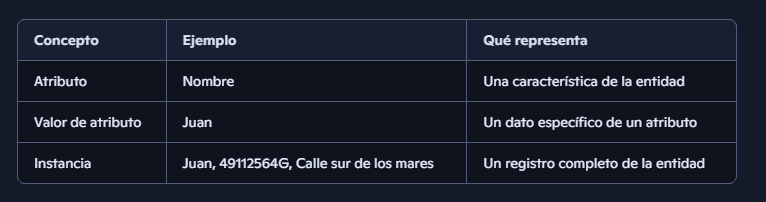 Concepto Ejemplo Qué representa
Atributo Nombre Una característica de la entidad
Valor de atributo Juan Un dato específico de un atributo
Instancia Juan, 49112564G, Calle sur de los mares Un registro completo de la entidad